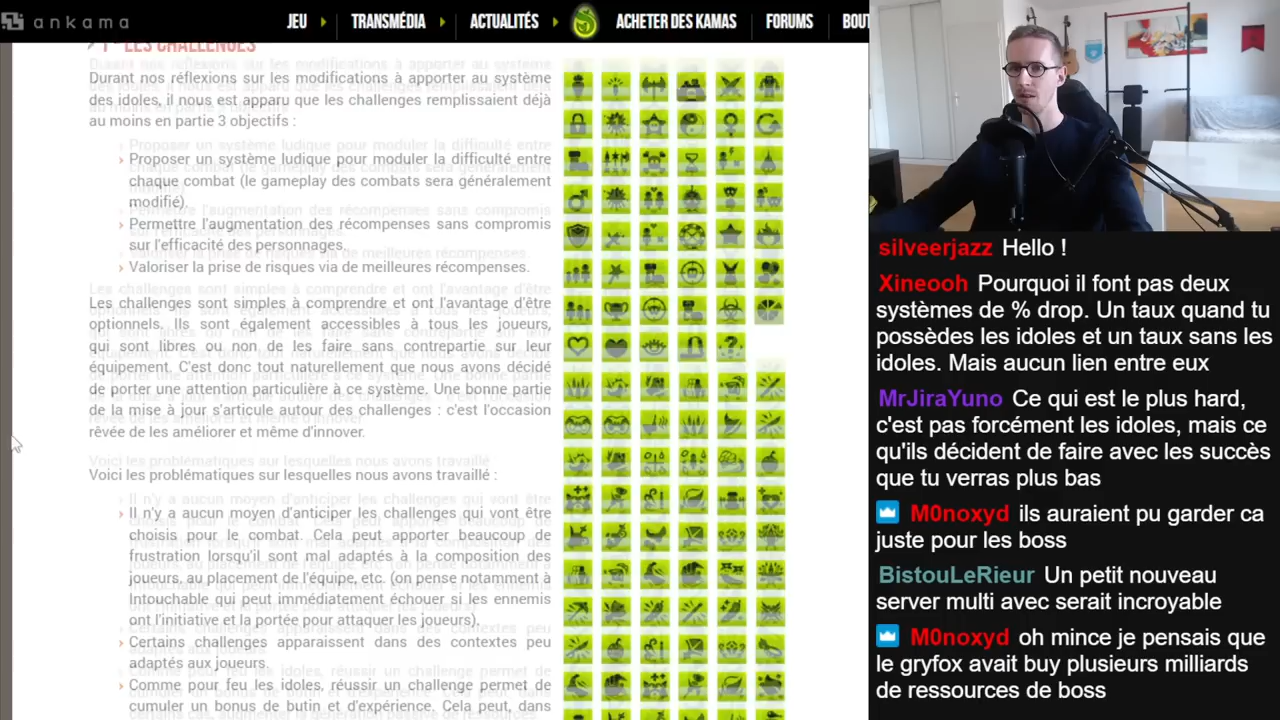 ankama
JEU
TRANSMÉDIA
ACTUALITÉS
ACHETER DES KAMAS
FORUMS
BOUT
1 - LES CHALLENGES
Durant nos réflexions sur les modifications à apporter au système
des idoles, il nous est apparu que les challenges remplissaient déjà
au moins en partie 3 objectifs :
Proposer un système ludique pour moduler la difficulté entre
chaque combat (le gameplay des combats sera généralement
modifié).
Permettre l'augmentation des récompenses sans compromis
sur l'efficacité des personnages.
Valoriser la prise de risques via de meilleures récompenses.
Les challenges sont simples à comprendre et ont l'avantage d'être
optionnels. Ils sont également accessibles à tous les joueurs,
qui sont libres ou non de les faire sans contrepartie sur leur
équipement. C'est donc tout naturellement que nous avons décidé
de porter une attention particulière à ce système. Une bonne partie
de la mise à jour s'articule autour des challenges : c'est l'occasion
rêvée de les améliorer et même d'innover.
Voici les problématiques sur lesquelles nous avons travaillé :
Il n'y a aucun moyen d'anticiper les challenges qui vont être
choisis pour le combat. Cela peut apporter beaucoup de
frustration lorsqu'il sont mal adaptés à la composition des
joueurs, au placement de l'équipe, etc. (on pense notamment à
Intouchable qui peut immédiatement échouer si les ennemis
ont l'initiative et la portée pour attaquer les joueurs).
Certains challenges apparaissent dans des contextes peu
adaptés aux joueurs.
Comme pour feu les idoles, réussir un challenge permet de
cumuler un bonus de butin et d'expérience. Cela peut, dans
silveerjazz Hello !
Xineooh Pourquoi il font pas deux
systèmes de % drop. Un taux quand tu
possèdes les idoles et un taux sans les
idoles. Mais aucun lien entre eux
MrJiraYuno Ce qui est le plus hard,
c'est pas forcément les idoles, mais ce
qu'ils décident de faire avec les succès
que tu verras plus bas
M0noxyd ils auraient pu garder ca
juste pour les boss
BistouLeRieur Un petit nouveau
server multi avec serait incroyable
M0noxyd oh mince je pensais que
le gryfox avait buy plusieurs milliards
de ressources de boss